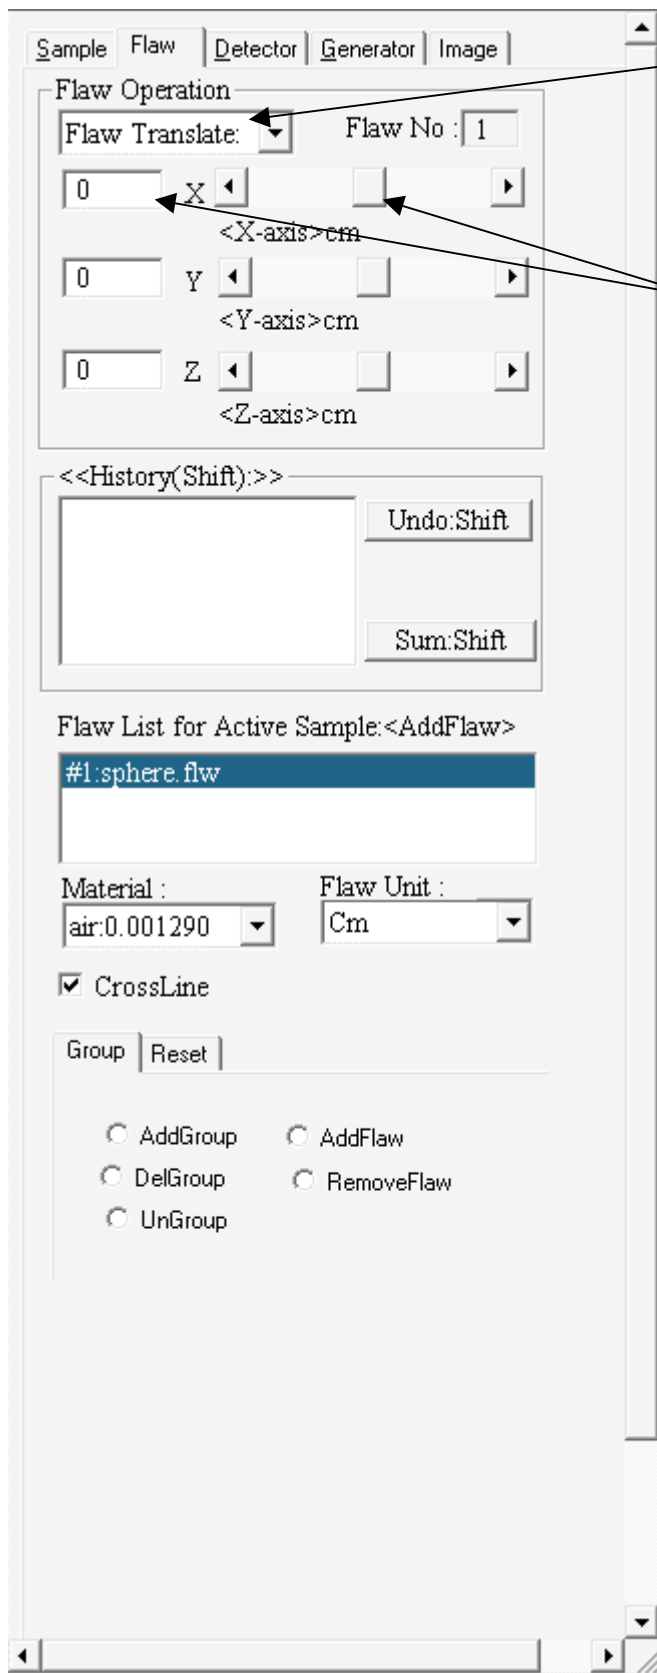 Sample Flaw Detector Generator Image
Flaw Operation
Flaw Translate: Flaw No : 1
0 X
<X-axis>cm
0 Y
<Y-axis>cm
0 Z
<Z-axis>cm
<<History(Shift):>>
Undo:Shift
Sum:Shift
Flaw List for Active Sample:<AddFlaw>
#1:sphere.flw
Material : Flaw Unit :
air:0.001290 Cm
CrossLine
Group Reset
AddGroup AddFlaw
DelGroup RemoveFlaw
UnGroup